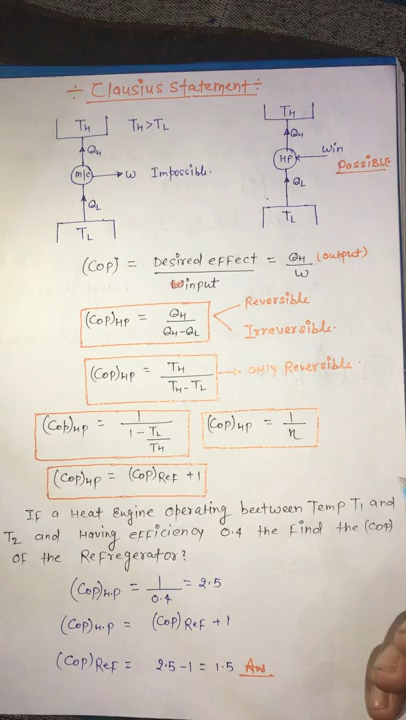 ÷ Clausius Statement ÷
TH TH > TL TH
QH QH
m/c → W Impossible. HP Win POSSIBLE
QL QL
TL TL
(COP) = Desired effect / input = QH / W (output)
(COP)HP = QH / QH-QL Reversible Irreversible.
(COP)HP = TH / TH-TL ONLY Reversible.
(COP)HP = 1 / 1 - TL/TH (COP)HP = 1 / η
(COP)HP = (COP)Ref + 1
If a Heat Engine operating beetween Temp T1 and
T2 and Having efficiency 0.4 the find the (COP)
of the Refregerator?
(COP)H.P = 1 / 0.4 = 2.5
(COP)H.P = (COP)Ref + 1
(COP)Ref = 2.5 - 1 = 1.5 An